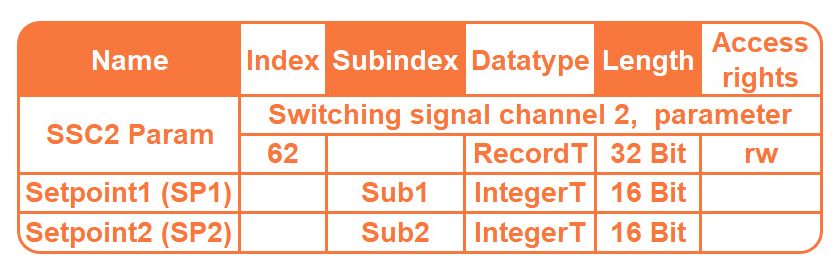 Name Index Subindex Datatype Length Access rights
SSC2 Param Switching signal channel 2, parameter
62 RecordT 32 Bit rw
Setpoint1 (SP1) Sub1 IntegerT 16 Bit
Setpoint2 (SP2) Sub2 IntegerT 16 Bit